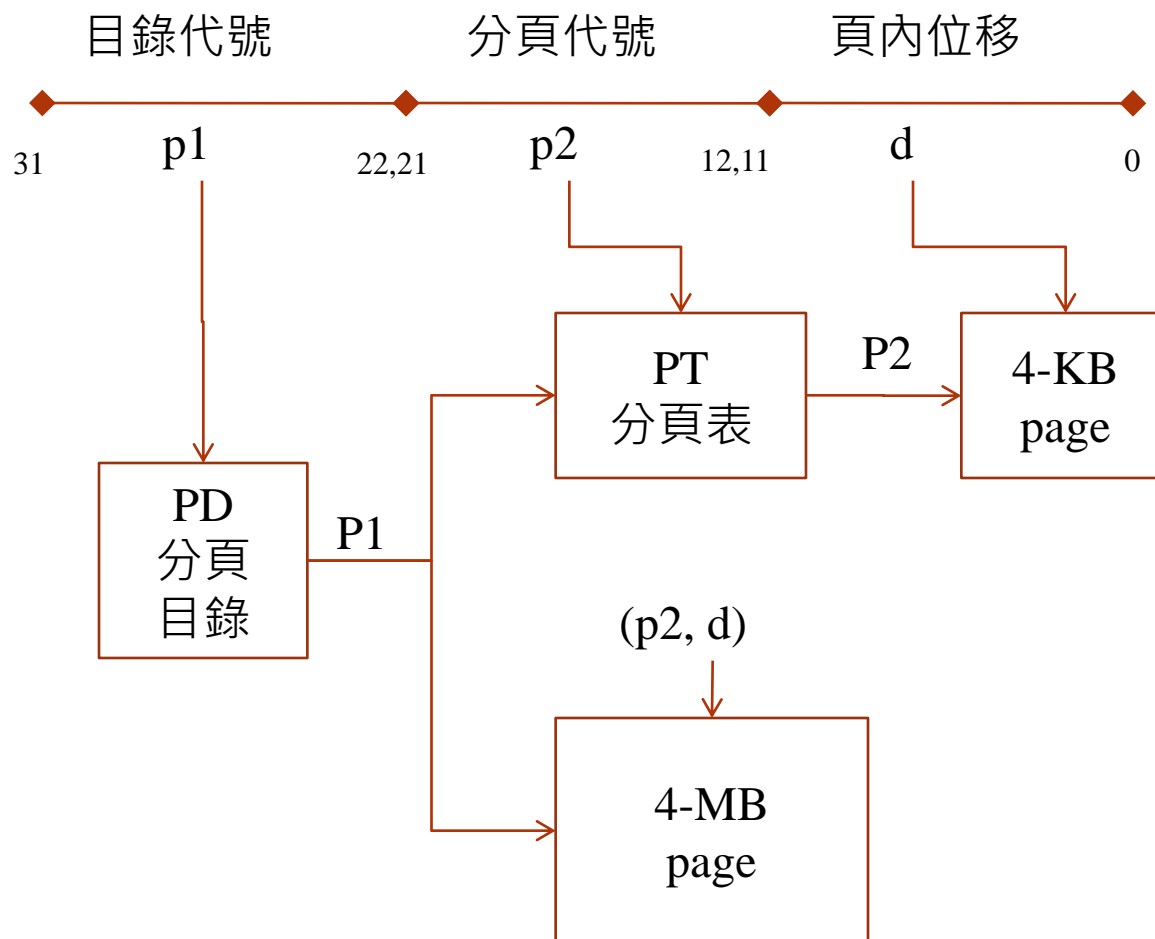 目錄代號 分頁代號 頁內位移
31 p1 22,21 p2 12,11 d 0
PT
分頁表
P2
4-KB
page
PD
分頁
目錄
P1
(p2, d)
4-MB
page